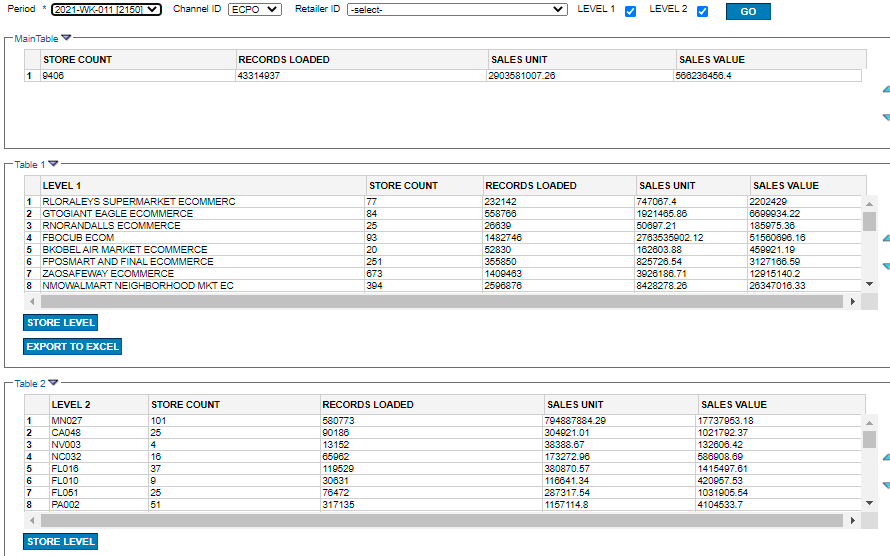 Period * 2021-WK-011 [2150] Channel ID ECPO Retailer ID -select- LEVEL 1 LEVEL 2 GO
MainTable
STORE COUNT RECORDS LOADED SALES UNIT SALES VALUE
1 9406 43314937 2903581007.26 566236456.4
Table 1
LEVEL 1 STORE COUNT RECORDS LOADED SALES UNIT SALES VALUE
1 RLORALEYS SUPERMARKET ECOMMERC 77 232142 747067.4 2202429
2 GTOGIANT EAGLE ECOMMERCE 84 558766 1921465.86 6699934.22
3 RNORANDALLS ECOMMERCE 25 26639 50697.21 185975.36
4 FBOCUB ECOM 93 1482746 2763535902.12 51560696.16
5 BKOBEL AIR MARKET ECOMMERCE 20 52830 162603.88 459921.19
6 FPOSMART AND FINAL ECOMMERCE 251 355850 825726.54 3127166.59
7 ZAOSAFEWAY ECOMMERCE 673 1409463 3926186.71 12915140.2
8 NMOWALMART NEIGHBORHOOD MKT EC 394 2596876 8428278.26 26347016.33
STORE LEVEL
EXPORT TO EXCEL
Table 2
LEVEL 2 STORE COUNT RECORDS LOADED SALES UNIT SALES VALUE
1 MN027 101 580773 794887884.29 17737953.18
2 CA048 25 90186 304921.01 1021792.37
3 NV003 4 13152 38388.67 132606.42
4 NC032 16 65962 173272.96 586908.69
5 FL016 37 119529 380870.57 1415497.61
6 FL010 9 30631 116641.34 420957.53
7 FL051 25 76472 287317.54 1031905.54
8 PA002 51 317135 1157114.8 4104533.7
STORE LEVEL